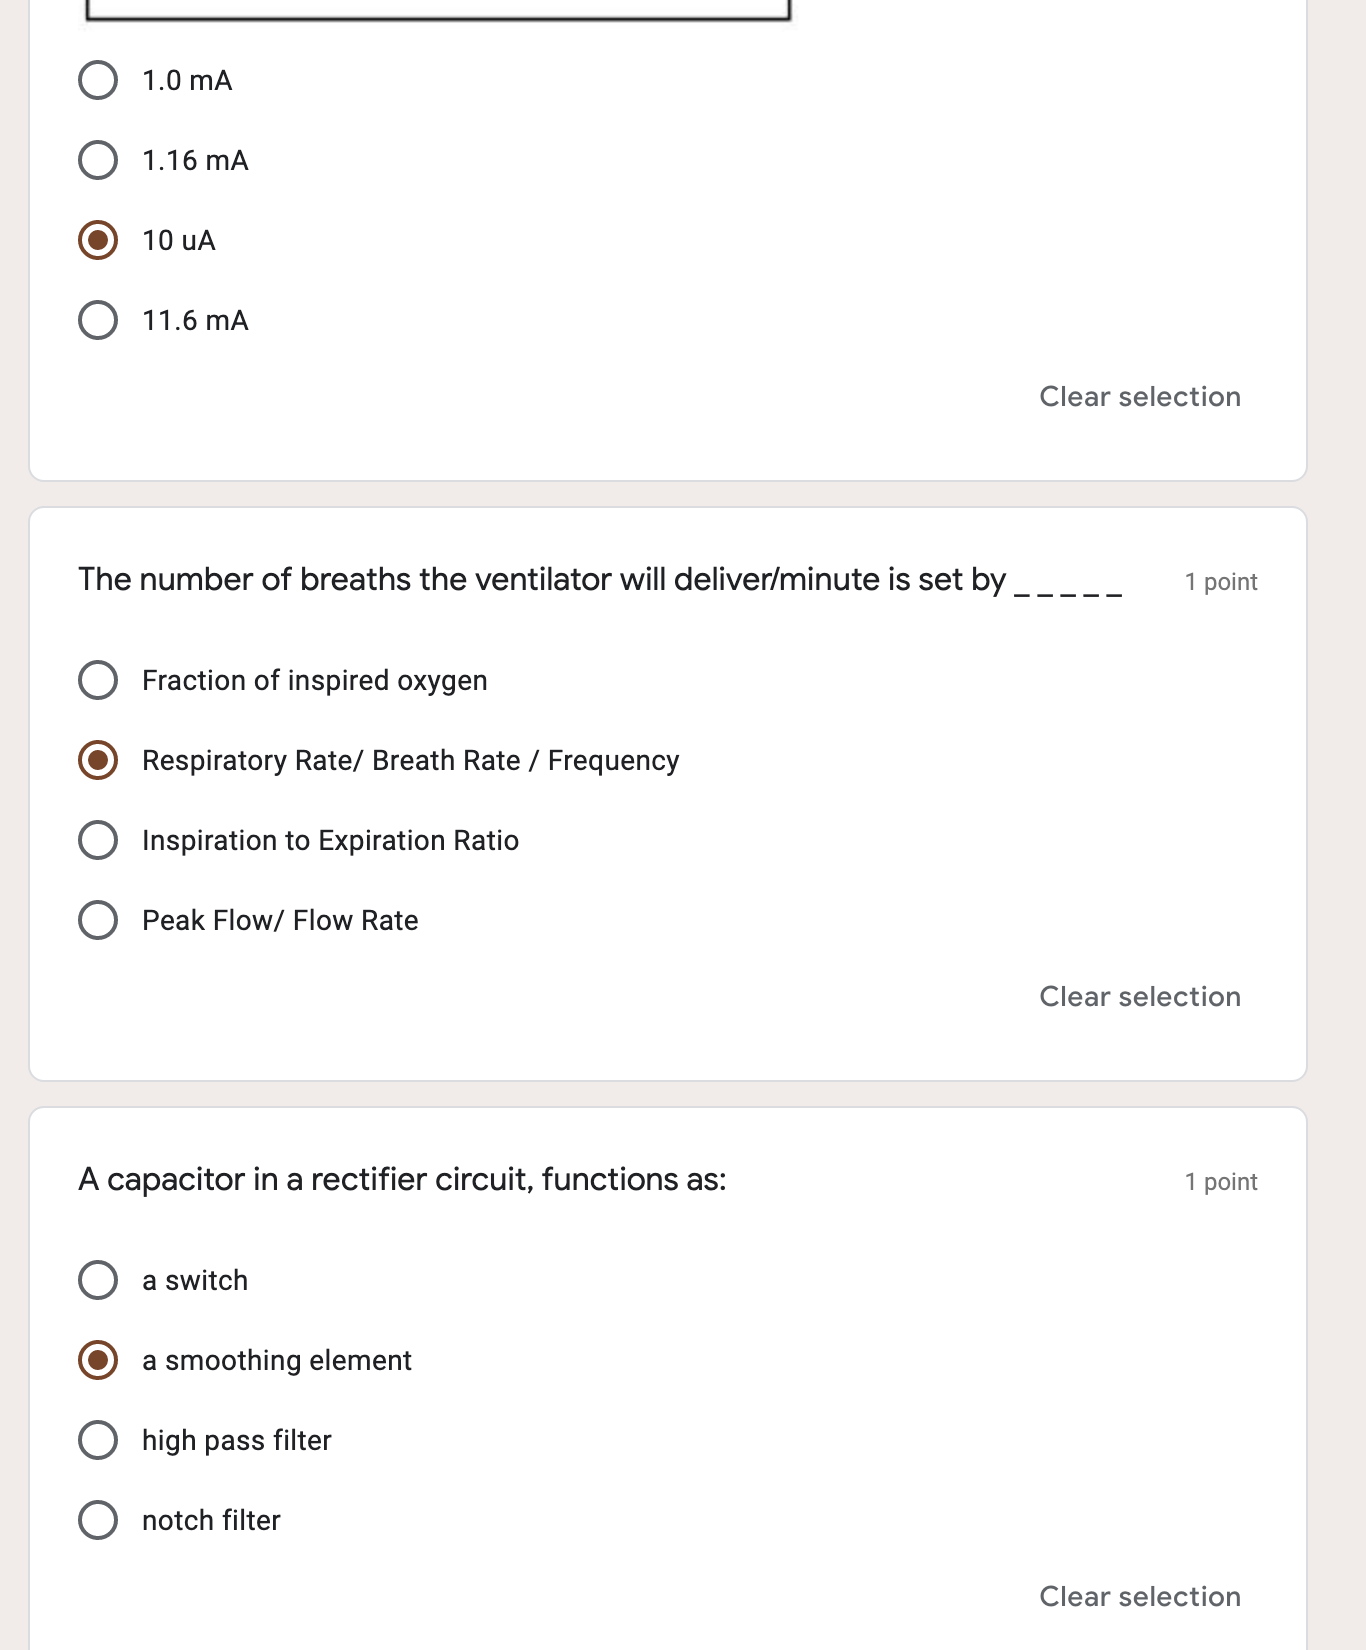 1.0 mA
1.16 mA
10 uA
11.6 mA
Clear selection
The number of breaths the ventilator will deliver/minute is set by _ _ _ _ _
1 point
Fraction of inspired oxygen
Respiratory Rate/ Breath Rate / Frequency
Inspiration to Expiration Ratio
Peak Flow/ Flow Rate
Clear selection
A capacitor in a rectifier circuit, functions as:
1 point
a switch
a smoothing element
high pass filter
notch filter
Clear selection